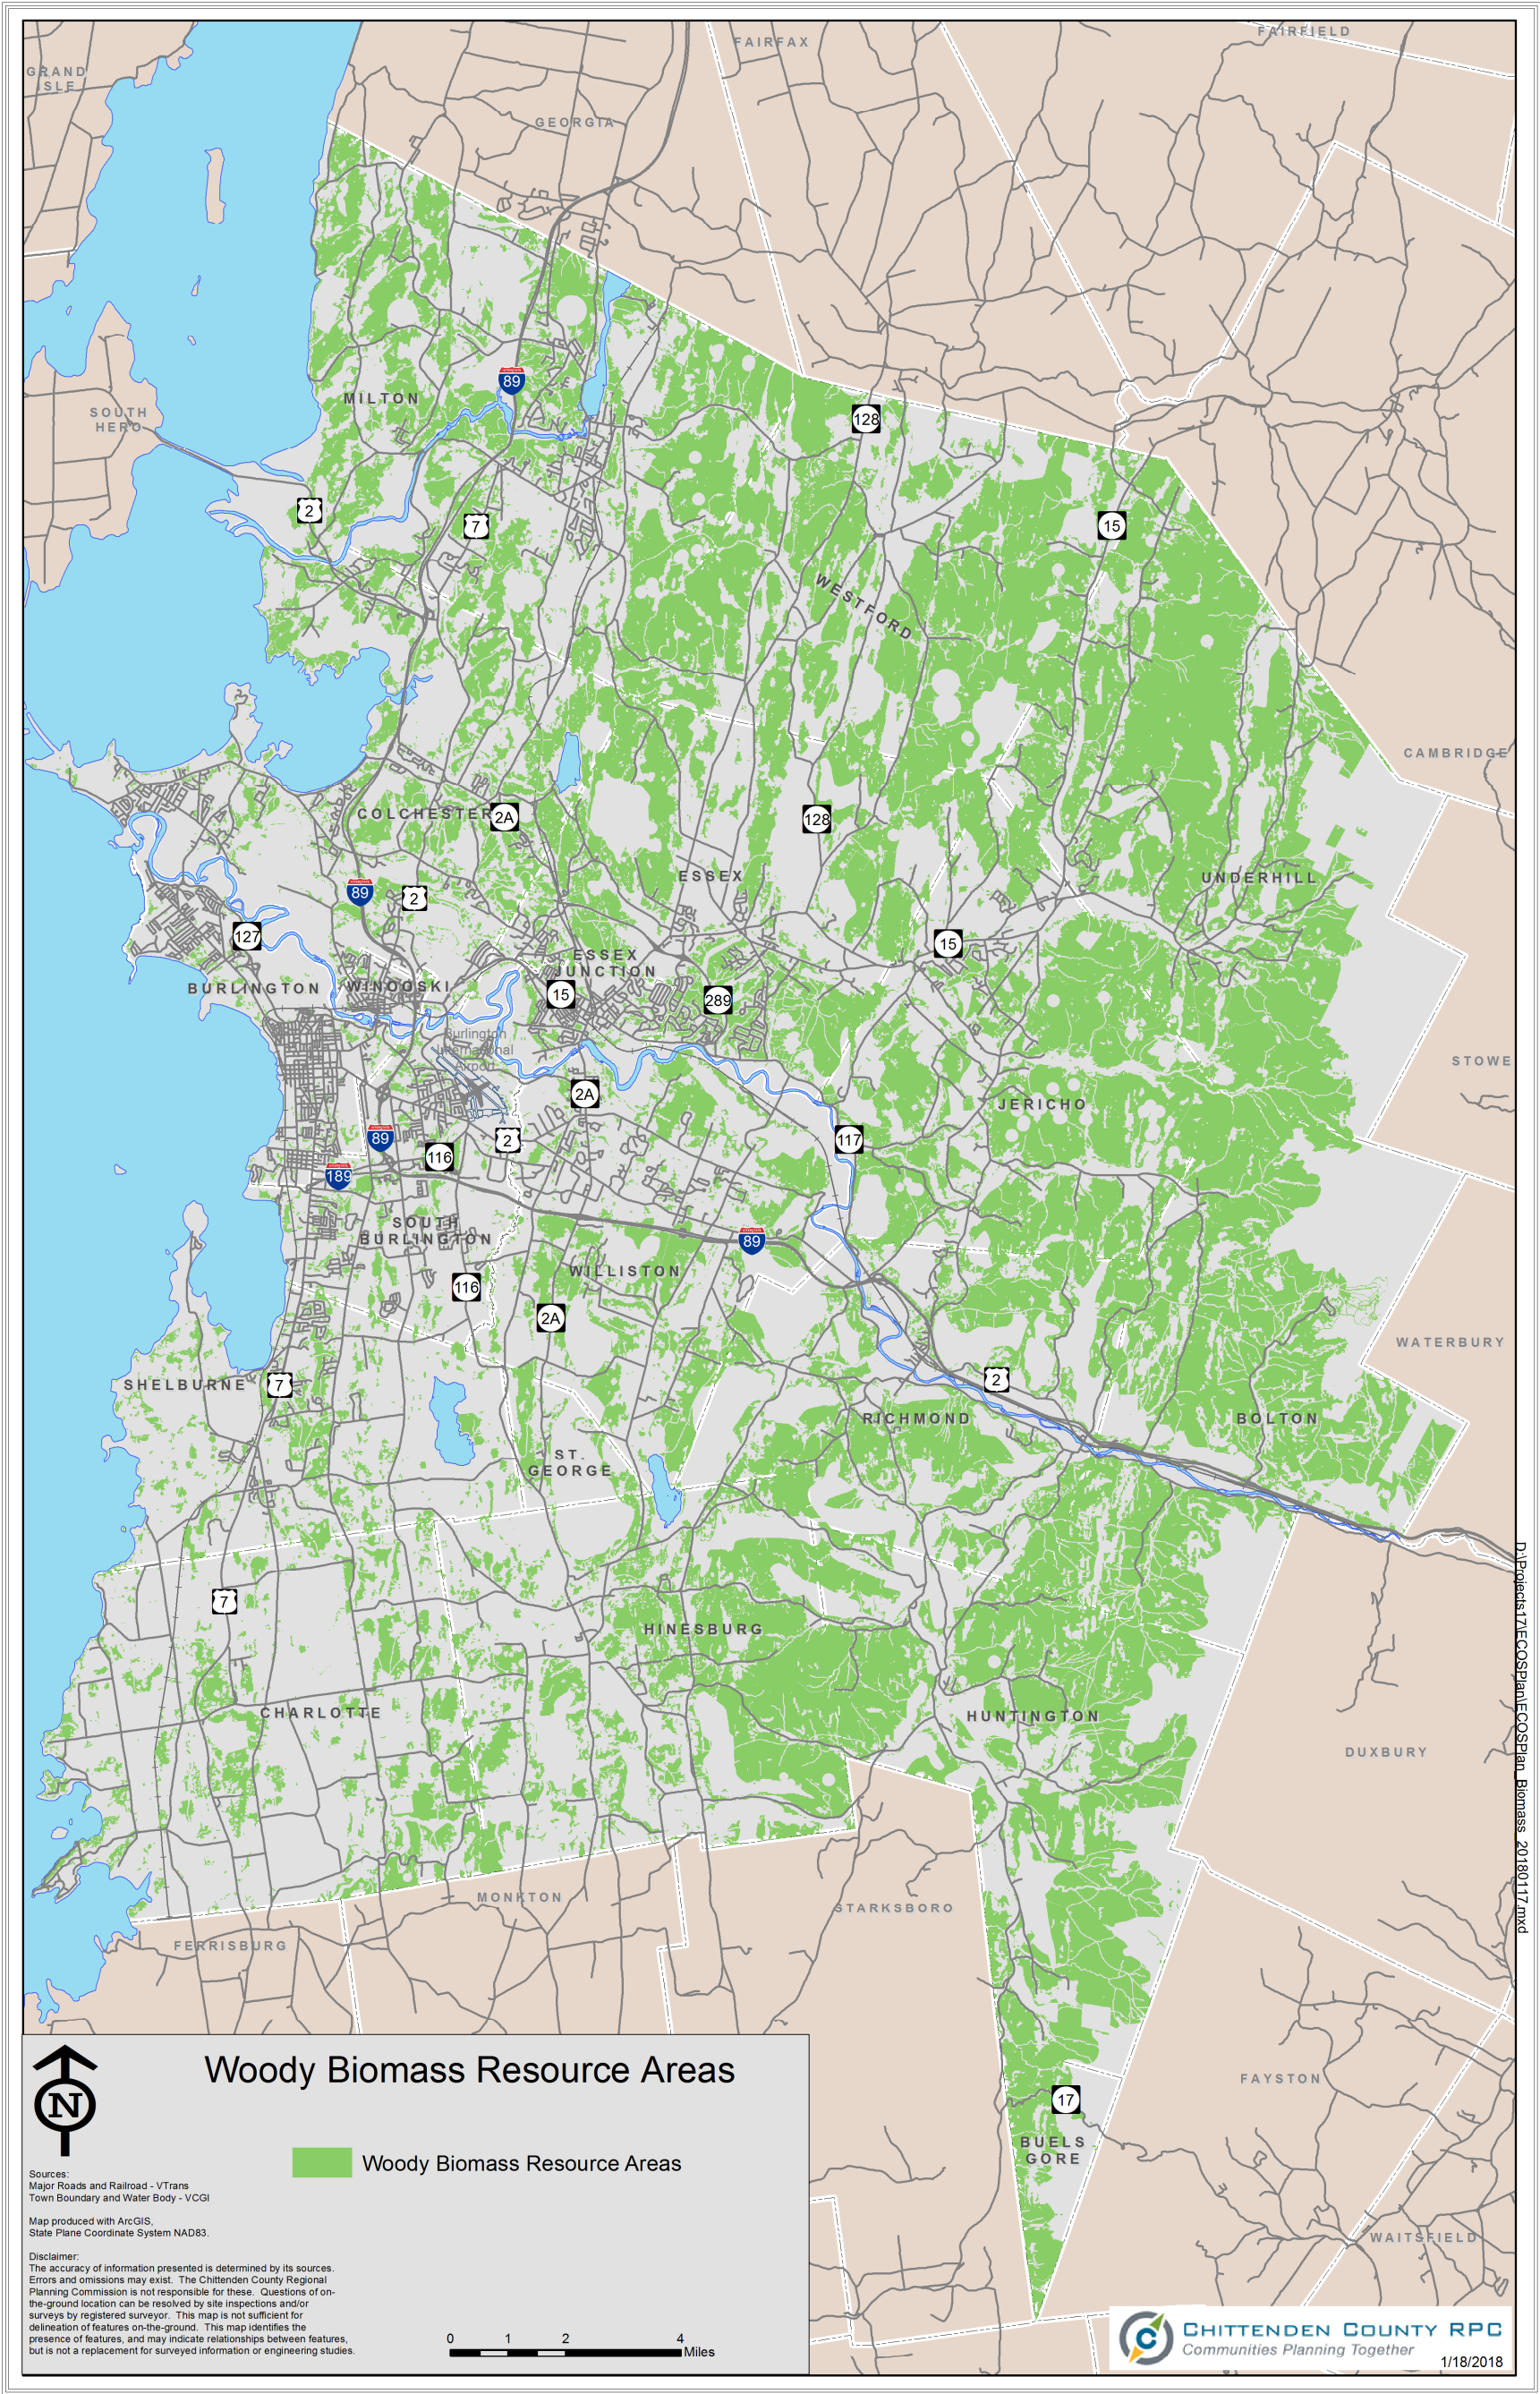 FAIRFIELD
FAIRFAX
GRAND
ISLE
GEORGIA
89
MILTON
SOUTH
HERO
128
2
7
15
WESTFORD
CAMBRIDGE
COLCHESTER
2A
128
ESSEX
UNDERHILL
89
2
127
15
ESSEX
JUNCTION
BURLINGTON
WINOOSKI
15
289
Burlington
International
Airport
STOWE
2A
JERICHO
89
2
117
116
189
SOUTH
BURLINGTON
89
WILLISTON
116
2A
WATERBURY
SHELBURNE
7
2
RICHMOND
BOLTON
ST.
GEORGE
7
HINESBURG
CHARLOTTE
HUNTINGTON
DUXBURY
D:\Projects17\ECOSPlan\ECOSPlan_Biomass_20180117.mxd
MONKTON
STARKSBORO
FERRISBURG
FAYSTON
17
BUELS
GORE
WAITSFIELD
N
Woody Biomass Resource Areas
Woody Biomass Resource Areas
Sources:
Major Roads and Railroad - VTrans
Town Boundary and Water Body - VCGI
Map produced with ArcGIS,
State Plane Coordinate System NAD83.
Disclaimer:
The accuracy of information presented is determined by its sources.
Errors and omissions may exist. The Chittenden County Regional
Planning Commission is not responsible for these. Questions of on-
the-ground location can be resolved by site inspections and/or
surveys by registered surveyor. This map is not sufficient for
delineation of features on-the-ground. This map identifies the
presence of features, and may indicate relationships between features,
but is not a replacement for surveyed information or engineering studies.
0 1 2 4
Miles
C
CHITTENDEN COUNTY RPC
Communities Planning Together
1/18/2018